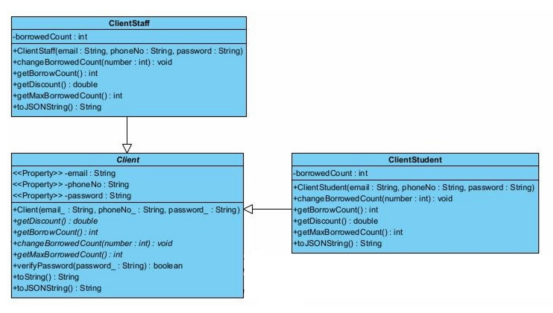 ClientStaff
-borrowedCount : int
+ClientStaff(email : String, phoneNo : String, password : String)
+changeBorrowedCount(number : int) : void
+getBorrowCount() : int
+getDiscount() : double
+getMaxBorrowedCount() : int
+toJSONString() : String
Client
<<Property>> -email : String
<<Property>> -phoneNo : String
<<Property>> -password : String
+Client(email_ : String, phoneNo_ : String, password_ : String)
+getDiscount() : double
+getBorrowCount() : int
+changeBorrowedCount(number : int) : void
+getMaxBorrowedCount() : int
+verifyPassword(password_ : String) : boolean
+toString() : String
+toJSONString() : String
ClientStudent
-borrowedCount : int
+ClientStudent(email : String, phoneNo : String, password : String)
+changeBorrowedCount(number : int) : void
+getBorrowCount() : int
+getDiscount() : double
+getMaxBorrowedCount() : int
+toJSONString() : String